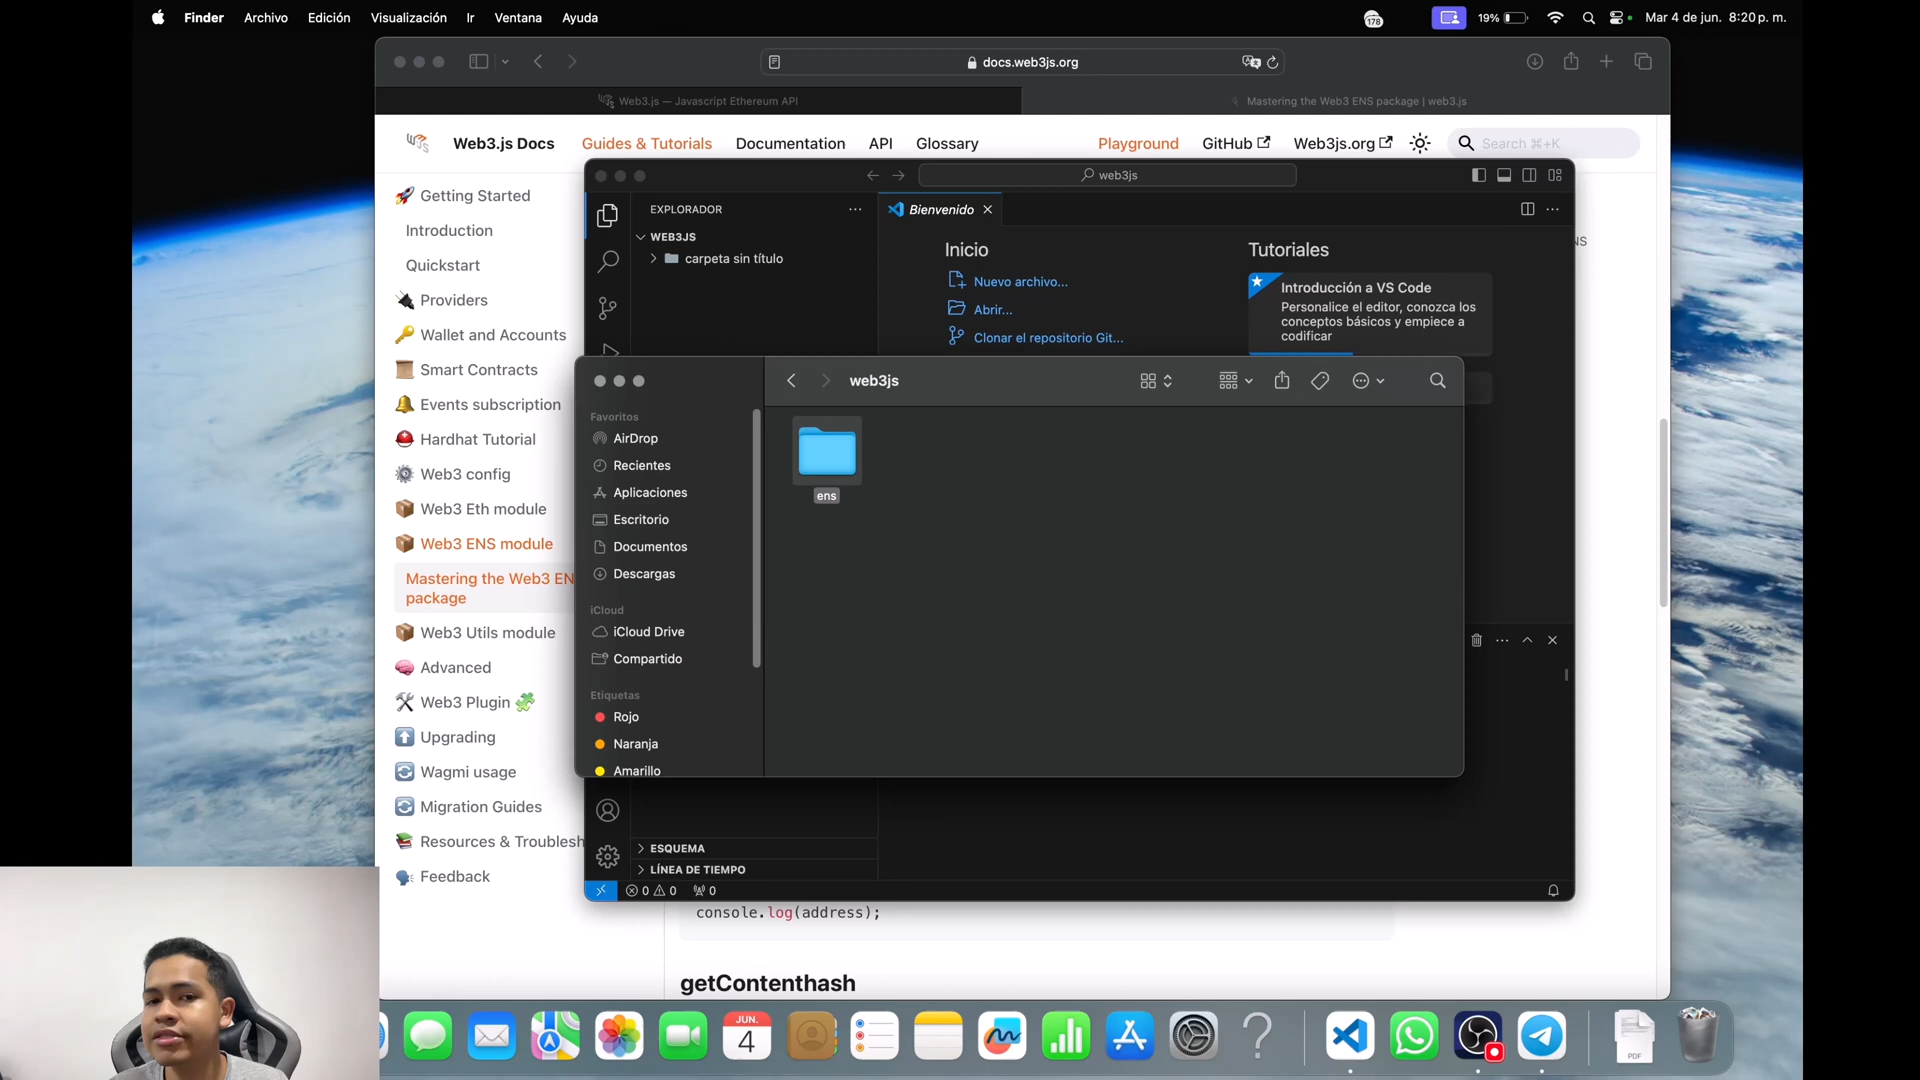 Finder Archivo Edición Visualización Ir Ventana Ayuda
178
19%
Mar 4 de jun. 8:20 p. m.
docs.web3js.org
Web3.js — Javascript Ethereum API
Mastering the Web3 ENS package | web3.js
Web3.js Docs
Guides & Tutorials
Documentation
API
Glossary
Playground
GitHub
Web3js.org
Search ⌘+K
Getting Started
Introduction
Quickstart
Providers
Wallet and Accounts
Smart Contracts
Events subscription
Hardhat Tutorial
Web3 config
Web3 Eth module
Web3 ENS module
Mastering the Web3 EN
package
Web3 Utils module
Advanced
Web3 Plugin
Upgrading
Wagmi usage
Migration Guides
Resources & Troublesh
Feedback
NS
web3js
EXPLORADOR
WEB3JS
carpeta sin título
Bienvenido
Inicio
Nuevo archivo...
Abrir...
Clonar el repositorio Git...
Tutoriales
Introducción a VS Code
Personalice el editor, conozca los
conceptos básicos y empiece a
codificar
web3js
Favoritos
AirDrop
Recientes
Aplicaciones
Escritorio
Documentos
Descargas
iCloud
iCloud Drive
Compartido
Etiquetas
Rojo
Naranja
Amarillo
ens
ESQUEMA
LÍNEA DE TIEMPO
0 0 0
console.log(address);
getContenthash
JUN.
4
PDF